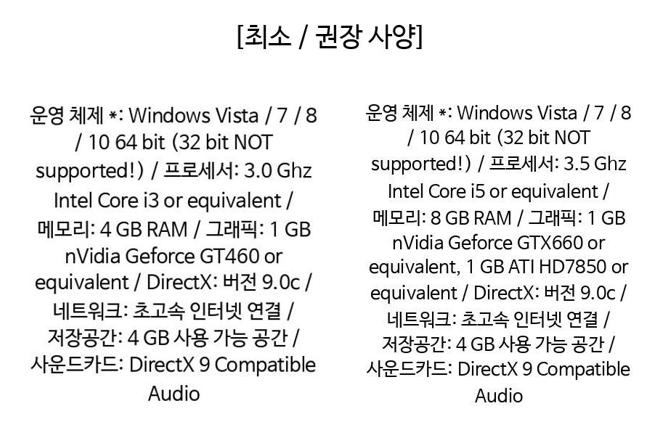 [최소 / 권장 사양]
운영 체제 *: Windows Vista / 7 / 8
/ 10 64 bit (32 bit NOT
supported!) / 프로세서: 3.0 Ghz
Intel Core i3 or equivalent /
메모리: 4 GB RAM / 그래픽: 1 GB
nVidia Geforce GT460 or
equivalent / DirectX: 버전 9.0c /
네트워크: 초고속 인터넷 연결 /
저장공간: 4 GB 사용 가능 공간 /
사운드카드: DirectX 9 Compatible
Audio
운영 체제 *: Windows Vista / 7 / 8
/ 10 64 bit (32 bit NOT
supported!) / 프로세서: 3.5 Ghz
Intel Core i5 or equivalent /
메모리: 8 GB RAM / 그래픽: 1 GB
nVidia Geforce GTX660 or
equivalent, 1 GB ATI HD7850 or
equivalent / DirectX: 버전 9.0c /
네트워크: 초고속 인터넷 연결 /
저장공간: 4 GB 사용 가능 공간 /
사운드카드: DirectX 9 Compatible
Audio